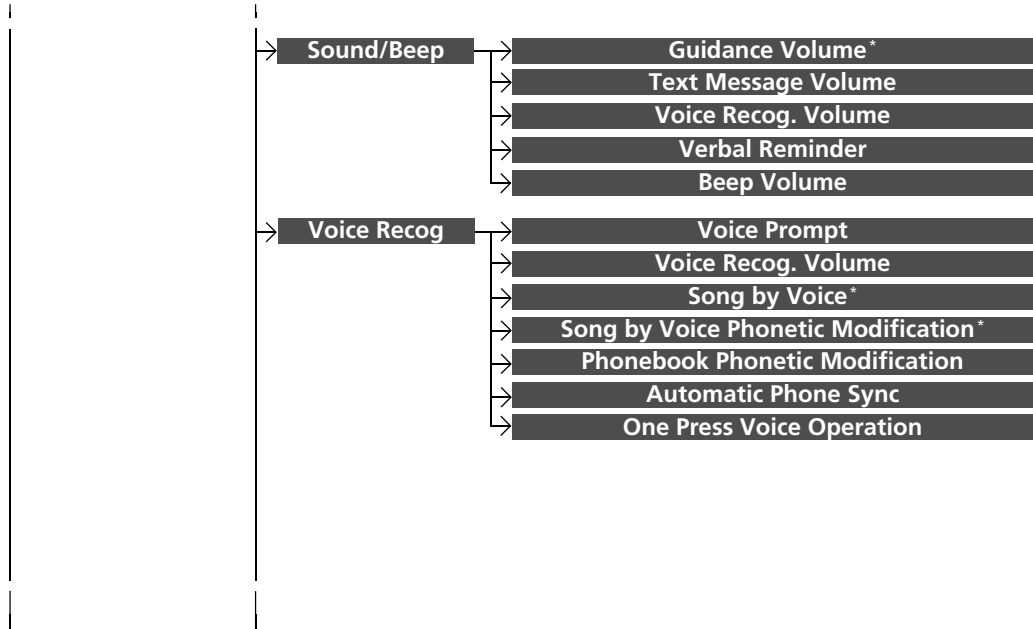 Sound/Beep
Guidance Volume*
Text Message Volume
Voice Recog. Volume
Verbal Reminder
Beep Volume
Voice Recog
Voice Prompt
Voice Recog. Volume
Song by Voice*
Song by Voice Phonetic Modification*
Phonebook Phonetic Modification
Automatic Phone Sync
One Press Voice Operation